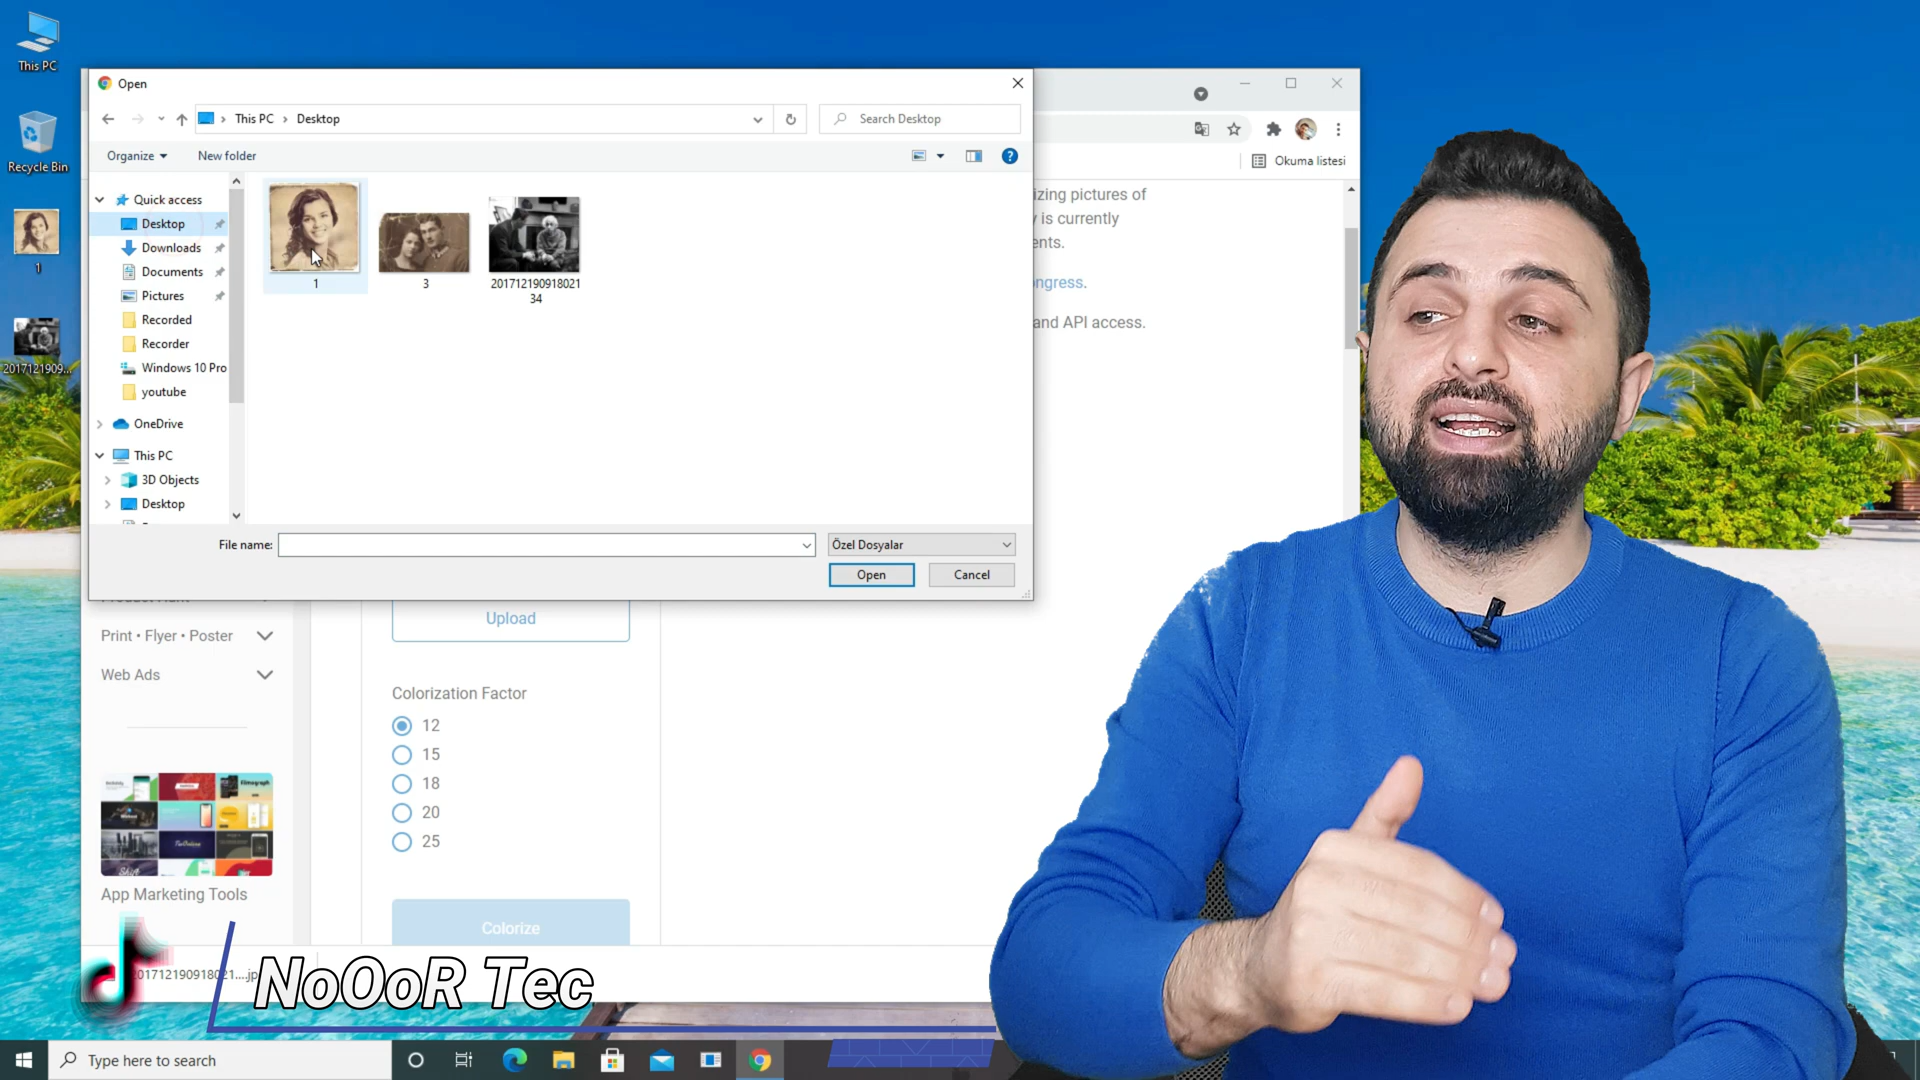 This PC
Recycle Bin
1
2017121909...
Open
This PC
Desktop
Search Desktop
Organize
New folder
Quick access
Desktop
Downloads
Documents
Pictures
Recorded
Recorder
Windows 10 Pro
youtube
OneDrive
This PC
3D Objects
Desktop
1
3
201712190918021
34
File name:
Özel Dosyalar
Open
Cancel
Okuma listesi
izing pictures of
is currently
ents.
ongress.
and API access.
Print • Flyer • Poster
Web Ads
App Marketing Tools
Upload
Colorization Factor
12
15
18
20
25
Colorize
201712190918021....jp
NoOoR Tec
Type here to search